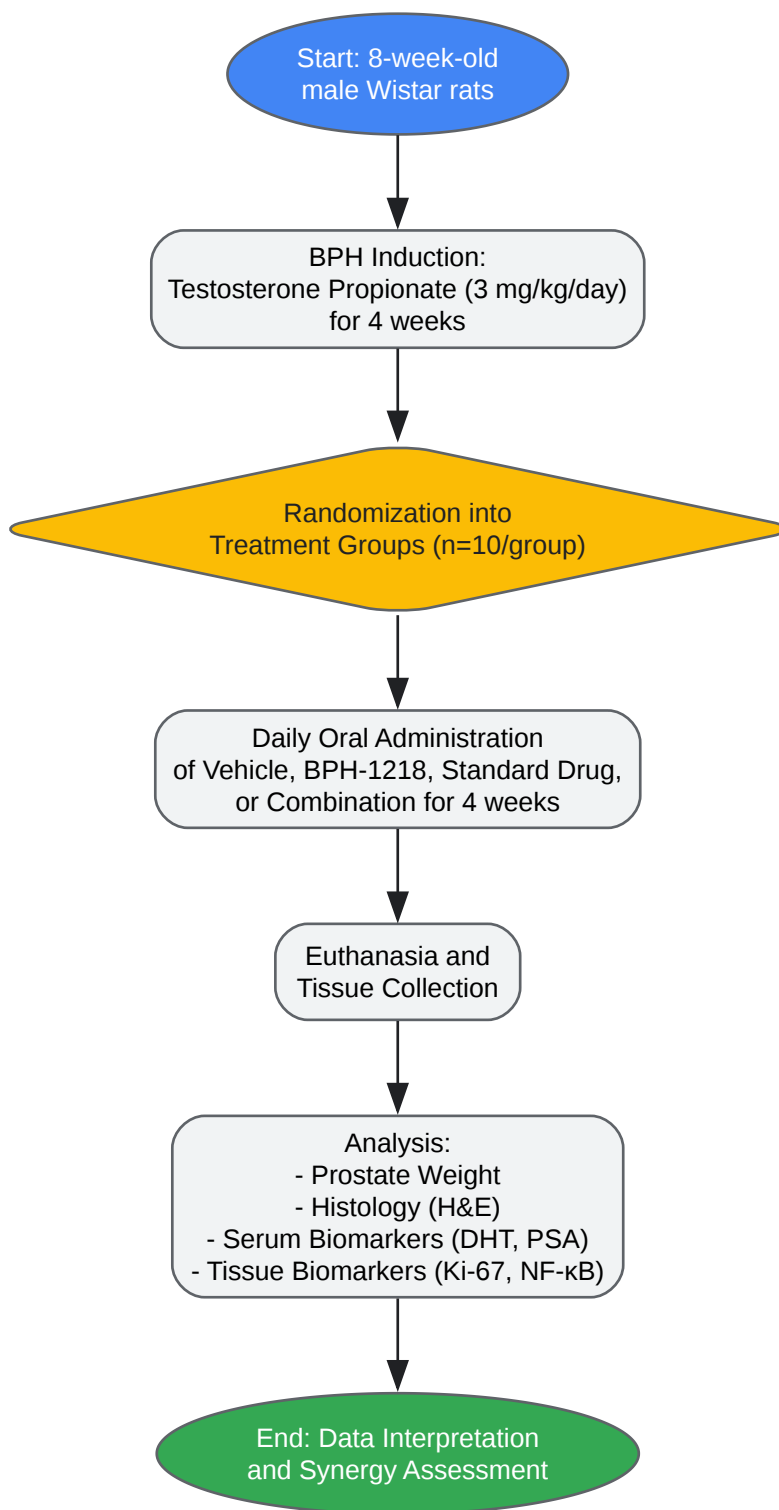 Start: 8-week-old
male Wistar rats
BPH Induction:
Testosterone Propionate (3 mg/kg/day)
for 4 weeks
Randomization into
Treatment Groups (n=10/group)
Daily Oral Administration
of Vehicle, BPH-1218, Standard Drug,
or Combination for 4 weeks
Euthanasia and
Tissue Collection
Analysis:
- Prostate Weight
- Histology (H&E)
- Serum Biomarkers (DHT, PSA)
- Tissue Biomarkers (Ki-67, NF-κB)
End: Data Interpretation
and Synergy Assessment